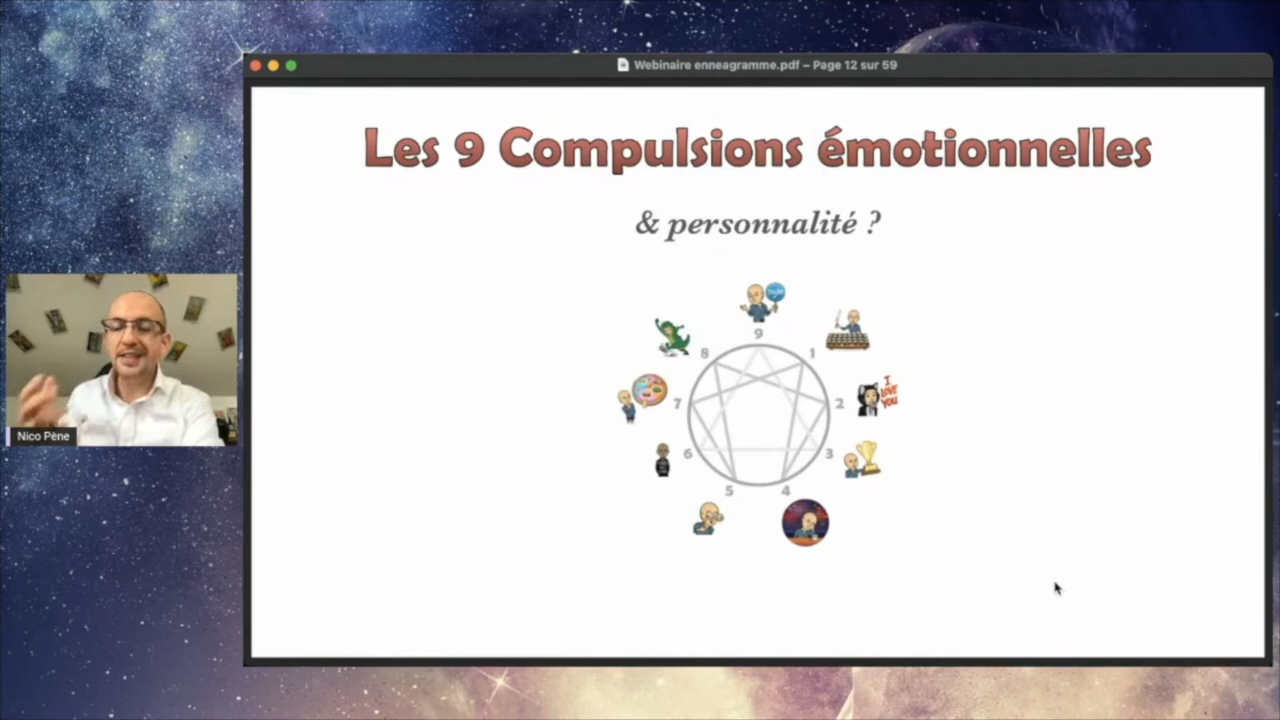 Webinaire enneagramme.pdf – Page 12 sur 59
Les 9 Compulsions émotionnelles
& personnalité ?
9
8
1
I
LOVE
YOU
7
2
6
3
5
4
Nico Pène